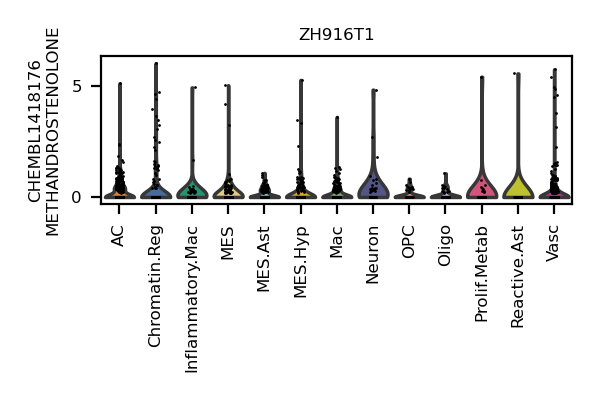 ZH916T1
CHEMBL1418176
METHANDROSTENOLONE
5
0
AC
Chromatin.Reg
Inflammatory.Mac
MES
MES.Ast
MES.Hyp
Mac
Neuron
OPC
Oligo
Prolif.Metab
Reactive.Ast
Vasc